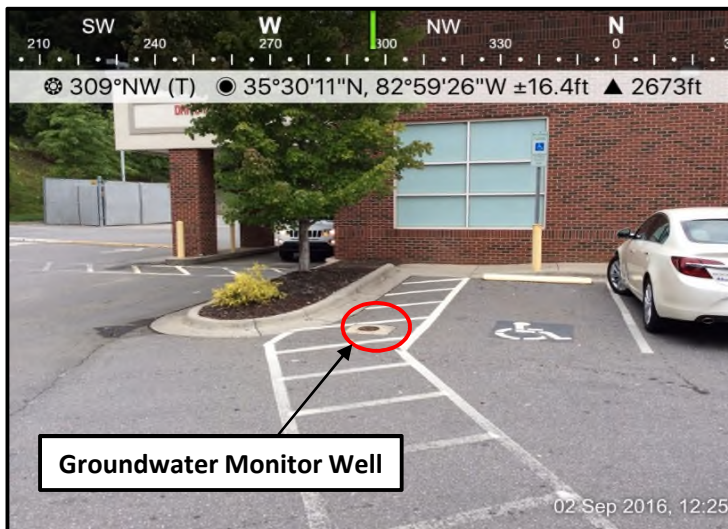 SW W NW N
210 240 270 300 330 0
309°NW (T) 35°30'11"N, 82°59'26"W ±16.4ft ▲ 2673ft
Groundwater Monitor Well
02 Sep 2016, 12:25